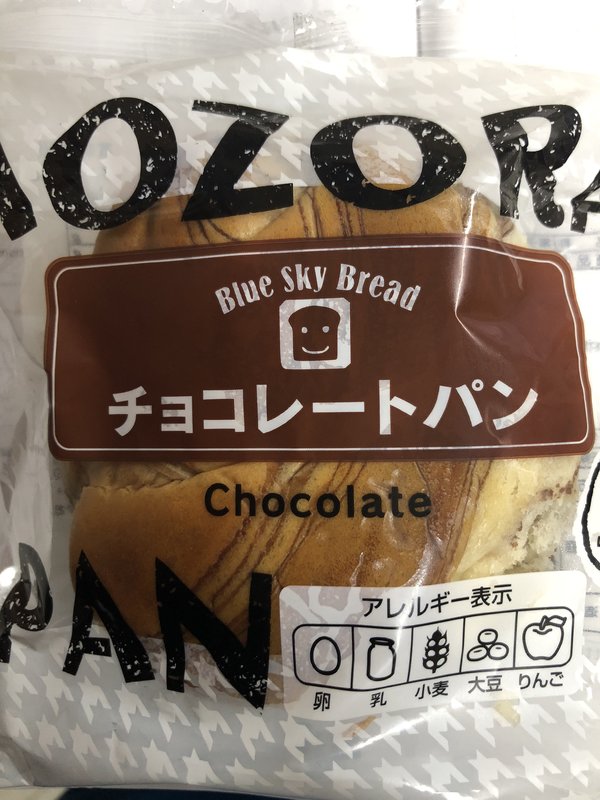 AOZORA
Blue Sky Bread
チョコレートパン
Chocolate
PAN
アレルギー表示
卵 乳 小麦 大豆 りんご